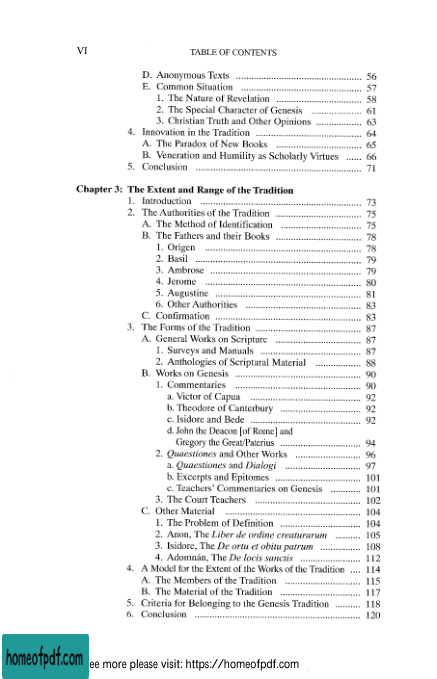 VI TABLE OF CONTENTS
D. Anonymous Texts ............................................ 56
E. Common Situation .......................................... 57
1. The Nature of Revelation .............................. 58
2. The Special Character of Genesis ................. 61
3. Christian Truth and Other Opinions ................ 63
4. Innovation in the Tradition ..................................... 64
A. The Paradox of New Books .............................. 65
B. Veneration and Humility as Scholarly Virtues ...... 66
5. Conclusion ........................................................... 71
Chapter 3: The Extent and Range of the Tradition
1. Introduction ........................................................ 73
2. The Authorities of the Tradition .............................. 75
A. The Method of Identification ............................ 75
B. The Fathers and their Books .............................. 78
1. Origen ....................................................... 78
2. Basil .......................................................... 79
3. Ambrose ..................................................... 79
4. Jerome ....................................................... 80
5. Augustine ................................................... 81
6. Other Authorities ......................................... 83
C. Confirmation .................................................... 83
3. The Forms of the Tradition ..................................... 87
A. General Works on Scripture .............................. 87
1. Surveys and Manuals ................................... 87
2. Anthologies of Scriptural Material ................ 88
B. Works on Genesis ............................................. 90
1. Commentaries ............................................ 90
a. Victor of Capua ....................................... 92
b. Theodore of Canterbury ............................ 92
c. Isidore and Bede ....................................... 92
d. John the Deacon [of Rome] and
Gregory the Great/Paterius ............................ 94
2. Quaestiones and Other Works ....................... 96
a. Quaestiones and Dialogi .......................... 97
b. Excerpts and Epitomes .............................. 101
c. Teachers' Commentaries on Genesis ........... 101
3. The Court Teachers ..................................... 102
C. Other Material ................................................ 104
1. The Problem of Definition ............................ 104
2. Anon, The Liber de ordine creaturarum ......... 105
3. Isidore, The De ortu et obitu patrum .............. 108
4. Adomnán, The De locis sanctis ..................... 112
4. A Model for the Extent of the Works of the Tradition .... 114
A. The Members of the Tradition .......................... 115
B. The Material of the Tradition ............................ 117
5. Criteria for Belonging to the Genesis Tradition ......... 118
6. Conclusion .......................................................... 120
homeofpdf.com
ee more please visit: https://homeofpdf.com